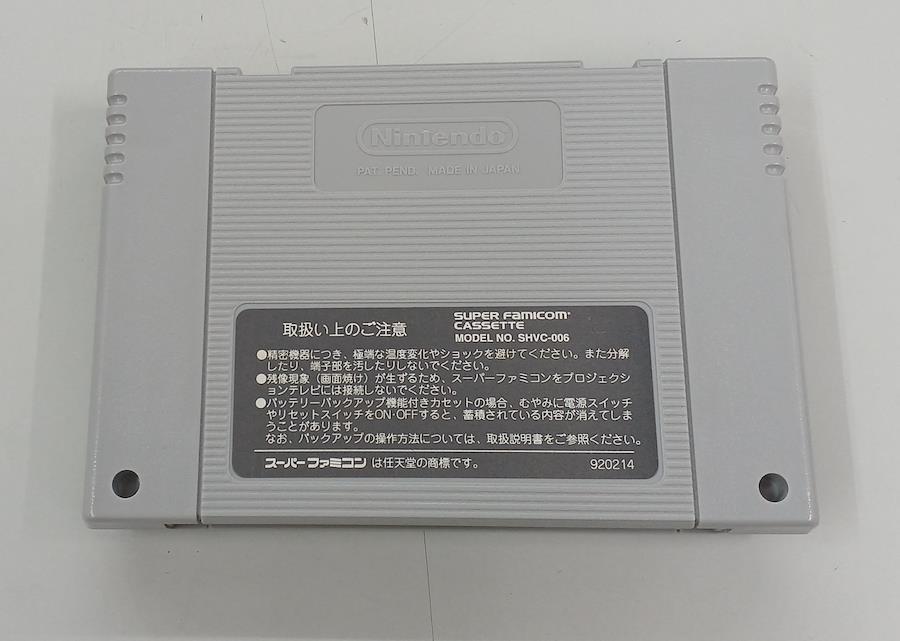 Nintendo
PAT. PEND. MADE IN JAPAN
取扱い上のご注意
SUPER FAMICOM
CASSETTE
MODEL NO. SHVC-006
●精密機器につき、極端な温度変化やショックを避けてください。また分解
したり、端子部を汚したりしないでください。
●残像現象（画面焼け）が生ずるため、スーパーファミコンをプロジェクシ
ョンテレビには接続しないでください。
●バッテリーバックアップ機能付きカセットの場合、むやみに電源スイッチ
やリセットスイッチをON・OFFすると、蓄積されている内容が消えてしま
うことがあります。
なお、バックアップの操作方法については、取扱説明書をご参照ください。
スーパーファミコンは任天堂の商標です。
920214